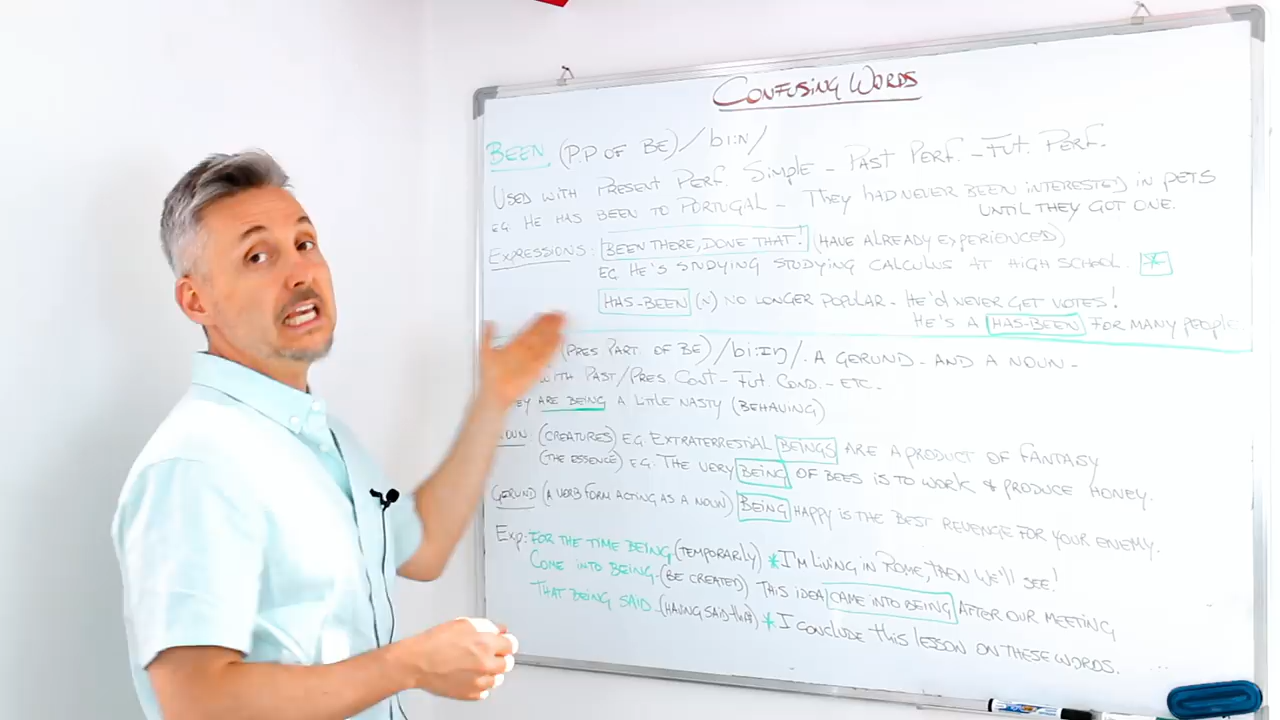 CONFUSING WORDS
BEEN (P.P OF BE) /bi:N/
USED WITH PRESENT PERF. SIMPLE - PAST PERF. - FUT. PERF.
EG. HE HAS BEEN TO PORTUGAL - THEY HAD NEVER BEEN INTERESTED IN PETS
UNTIL THEY GOT ONE.
EXPRESSIONS: BEEN THERE, DONE THAT! (HAVE ALREADY EXPERIENCED)
EG HE'S STUDYING STUDYING CALCULUS AT HIGH SCHOOL. *
HAS-BEEN (N) NO LONGER POPULAR - HE'd NEVER GET VOTES!
HE'S A HAS-BEEN FOR MANY PEOPLE.
(PRES PART. OF BE) /bi:ɪŋ/. A GERUND - AND A NOUN -
WITH PAST/PRES. CONT - FUT. COND. - ETC.
ARE BEING A LITTLE NASTY (BEHAVING)
NOUN: (CREATURES) EG. EXTRATERRESTIAL BEINGS ARE A PRODUCT OF FANTASY
(THE ESSENCE) EG. THE VERY BEING OF BEES IS TO WORK & PRODUCE HONEY.
GERUND (A VERB FORM ACTING AS A NOUN) BEING HAPPY IS THE BEST REVENGE FOR YOUR ENEMY.
Exp: FOR THE TIME BEING (TEMPORARILY) * I'M LIVING IN ROME, THEN WE'LL SEE!
COME INTO BEING - (BE CREATED) THIS IDEA CAME INTO BEING AFTER OUR MEETING
THAT BEING SAID - (HAVING SAID that) * I CONCLUDE this LESSON ON THESE WORDS. ...